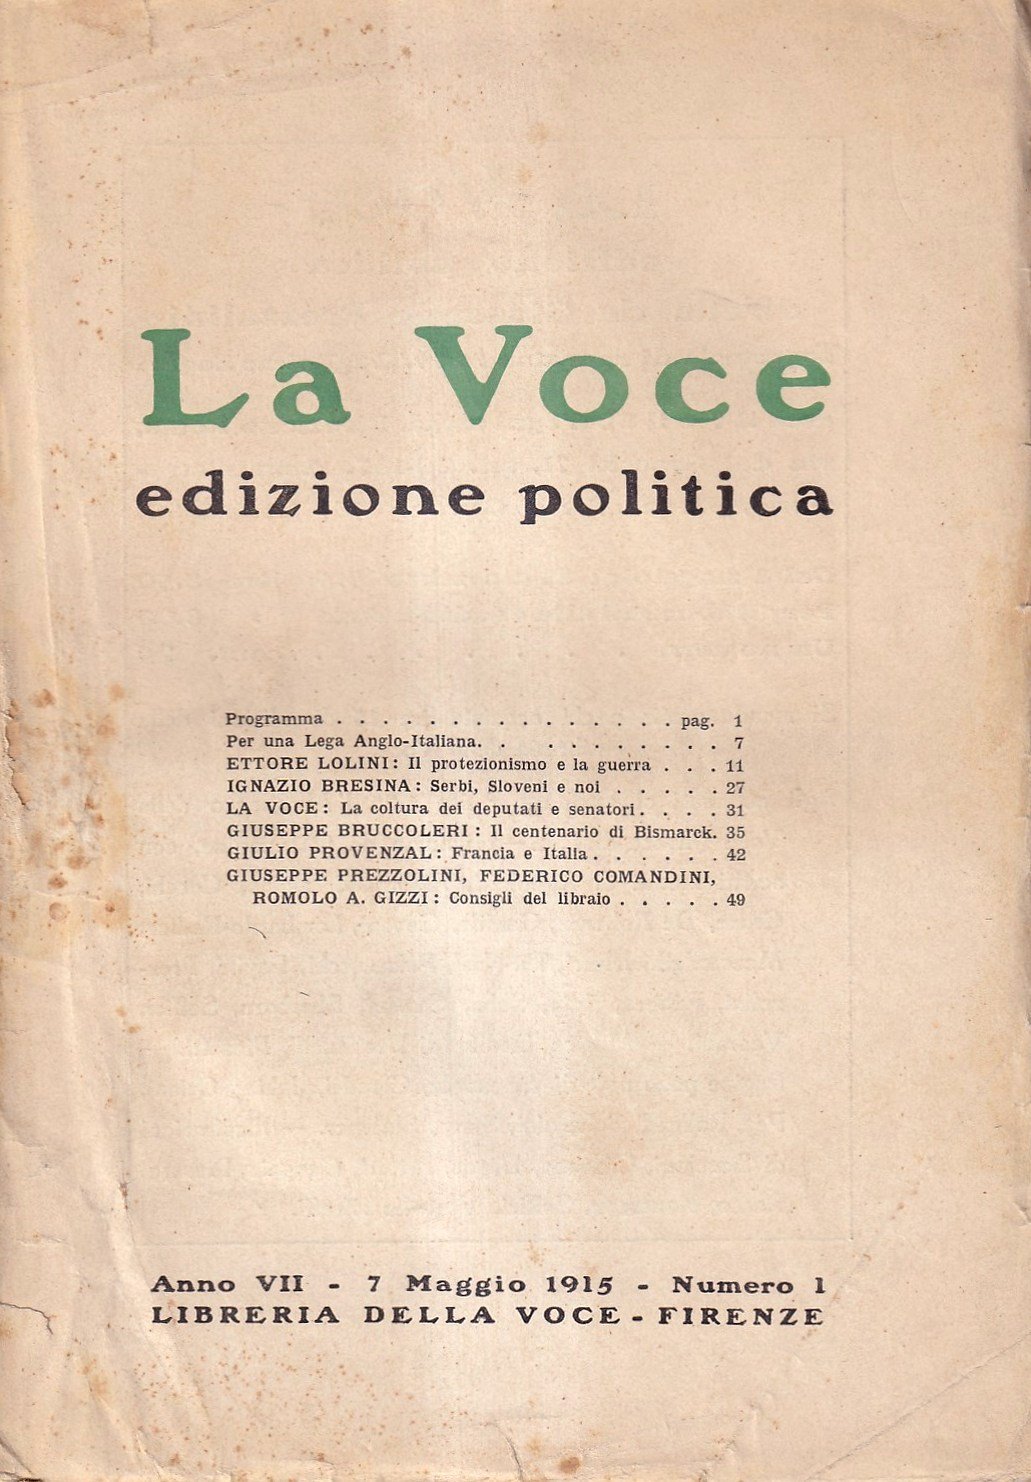 La Voce
edizione politica
Programma . . . . . . . . . . . . . . . pag. 1
Per una Lega Anglo-Italiana. . . . . . . . . . 7
ETTORE LOLINI: Il protezionismo e la guerra . . . 11
IGNAZIO BRESINA: Serbi, Sloveni e noi . . . . . 27
LA VOCE: La coltura dei deputati e senatori. . . . 31
GIUSEPPE BRUCCOLERI: Il centenario di Bismarck. 35
GIULIO PROVENZAL: Francia e Italia. . . . . . 42
GIUSEPPE PREZZOLINI, FEDERICO COMANDINI,
ROMOLO A. GIZZI: Consigli del libraio . . . . . 49
Anno VII - 7 Maggio 1915 - Numero 1
LIBRERIA DELLA VOCE - FIRENZE